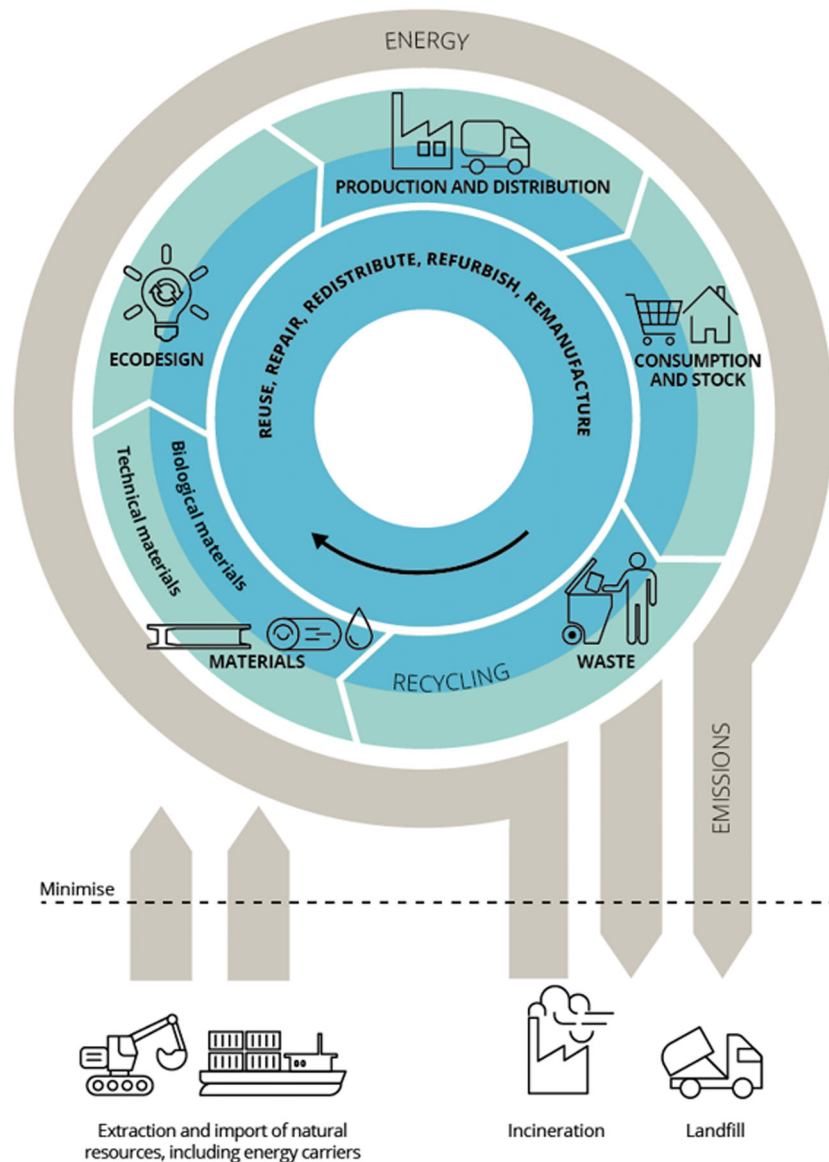 ENERGY
PRODUCTION AND DISTRIBUTION
REUSE, REPAIR, REDISTRIBUTE, REFURBISH, REMANUFACTURE
ECODESIGN
CONSUMPTION
AND STOCK
Technical materials
Biological materials
MATERIALS
RECYCLING
WASTE
EMISSIONS
Minimise
Extraction and import of natural
resources, including energy carriers
Incineration
Landfill